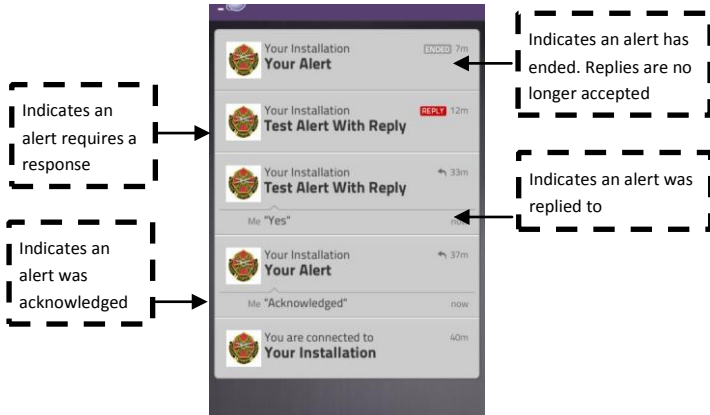 Your Installation
ENDED 7m
Your Alert
Your Installation
REPLY 12m
Test Alert With Reply
Your Installation
33m
Test Alert With Reply
Me "Yes"
now
Your Installation
37m
Your Alert
Me "Acknowledged"
now
You are connected to
40m
Your Installation
Indicates an
alert requires a
response
Indicates an
alert was
acknowledged
Indicates an alert has
ended. Replies are no
longer accepted
Indicates an alert was
replied to